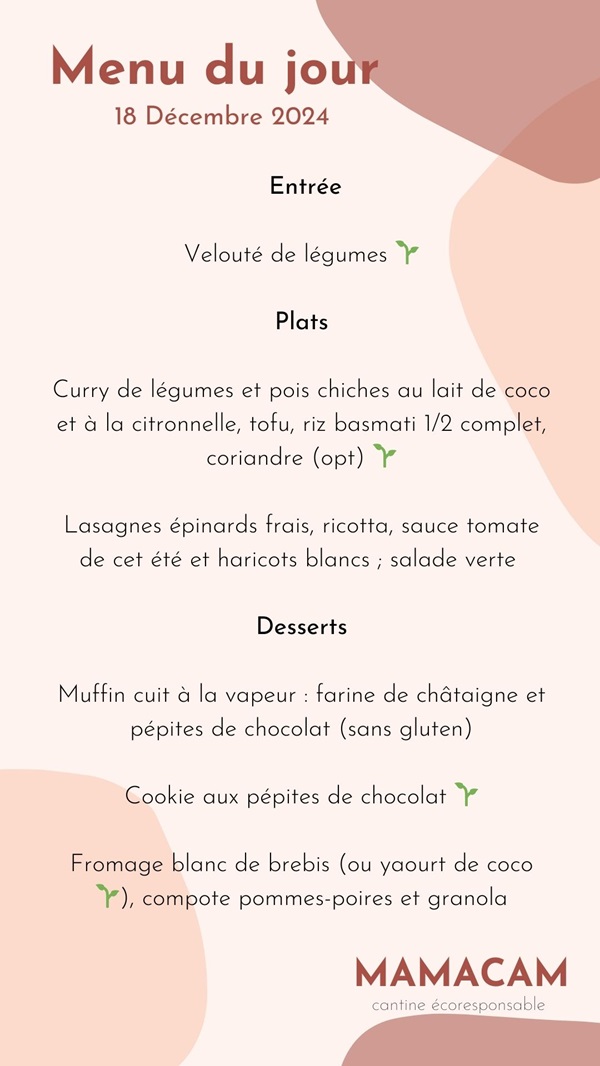 Menu du jour
18 Décembre 2024
Entrée
Velouté de légumes 🌱
Plats
Curry de légumes et pois chiches au lait de coco
et à la citronnelle, tofu, riz basmati 1/2 complet,
coriandre (opt) 🌱
Lasagnes épinards frais, ricotta, sauce tomate
de cet été et haricots blancs ; salade verte
Desserts
Muffin cuit à la vapeur : farine de châtaigne et
pépites de chocolat (sans gluten)
Cookie aux pépites de chocolat 🌱
Fromage blanc de brebis (ou yaourt de coco
🌱), compote pommes-poires et granola
MAMACAM
cantine écoresponsable